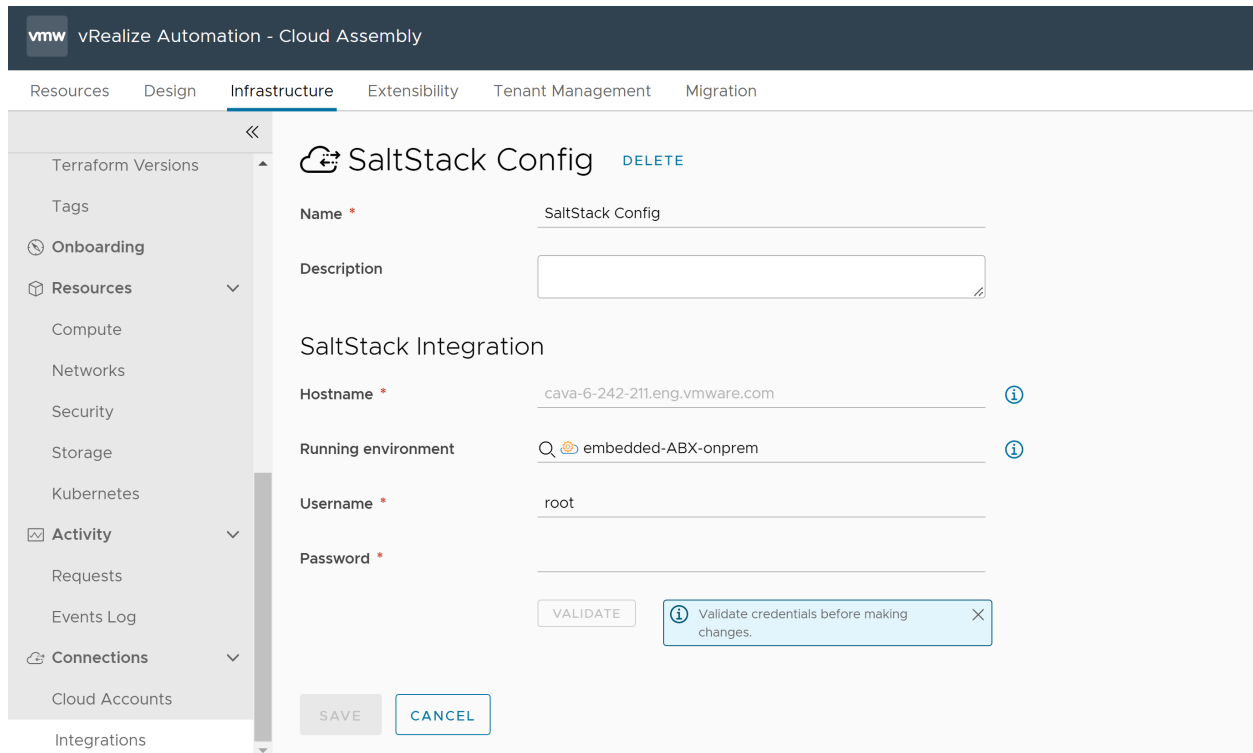 vmw vRealize Automation - Cloud Assembly
Resources Design Infrastructure Extensibility Tenant Management Migration
Terraform Versions
Tags
Onboarding
Resources
Compute
Networks
Security
Storage
Kubernetes
Activity
Requests
Events Log
Connections
Cloud Accounts
Integrations
SaltStack Config DELETE
Name * SaltStack Config
Description
SaltStack Integration
Hostname * cava-6-242-211.eng.vmware.com
Running environment embedded-ABX-onprem
Username * root
Password *
VALIDATE
Validate credentials before making
changes.
SAVE CANCEL